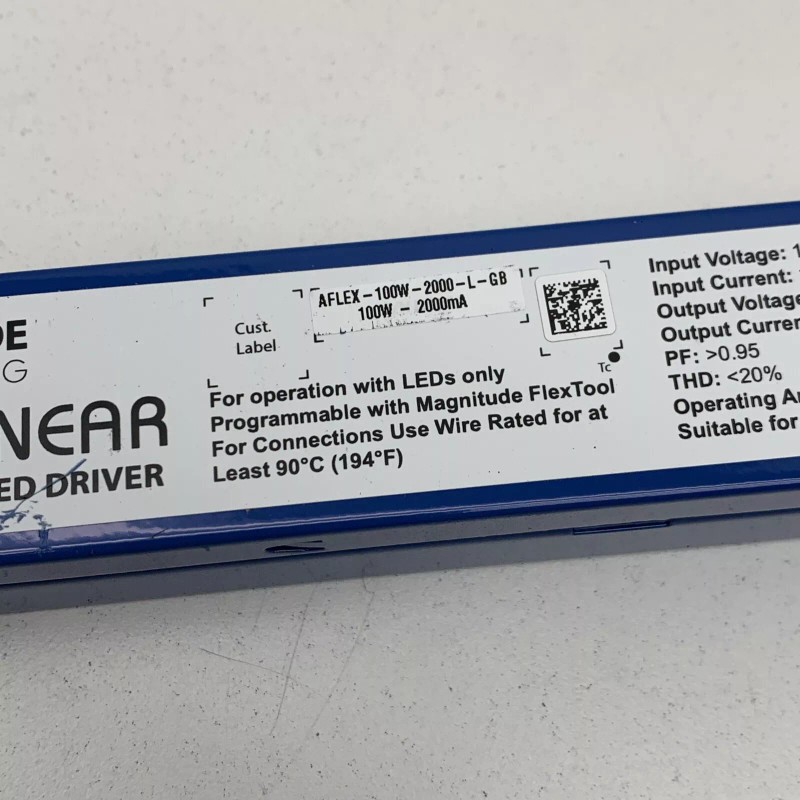 DE
G
NEAR
ED DRIVER
Cust.
Label
AFLEX-100W-2000-L-GB
100W - 2000mA
Tc
For operation with LEDs only
Programmable with Magnitude FlexTool
For Connections Use Wire Rated for at
Least 90°C (194°F)
Input Voltage: 1
Input Current:
Output Voltage
Output Curren
PF: >0.95
THD: <20%
Operating A
Suitable for